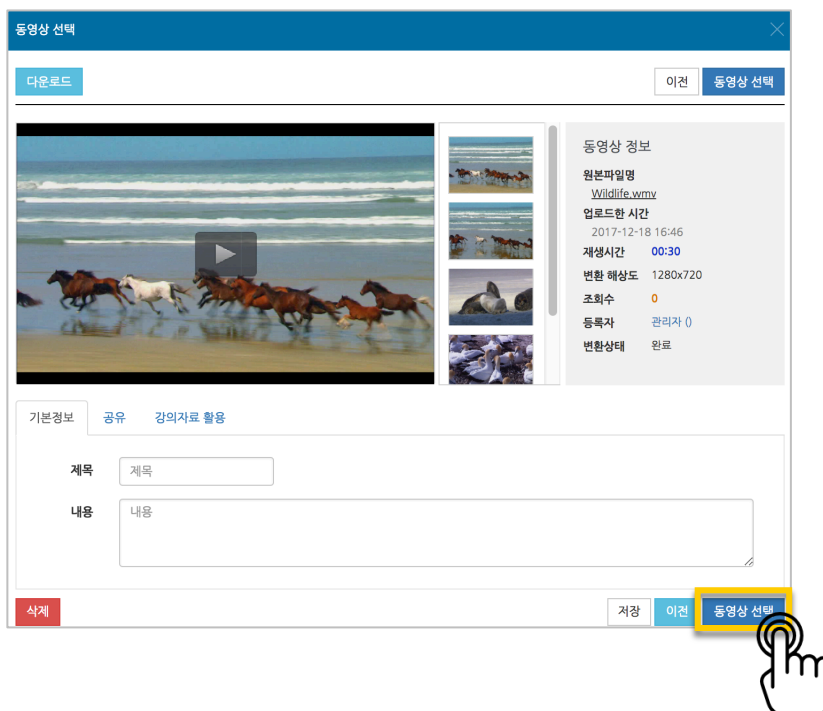 동영상 선택
다운로드
이전
동영상 선택
동영상 정보
원본파일명
Wildlife.wmv
업로드한 시간
2017-12-18 16:46
재생시간 00:30
변환 해상도 1280x720
조회수 0
등록자 관리자 ()
변환상태 완료
기본정보 공유 강의자료 활용
제목 제목
내용 내용
삭제
저장
이전
동영상 선택